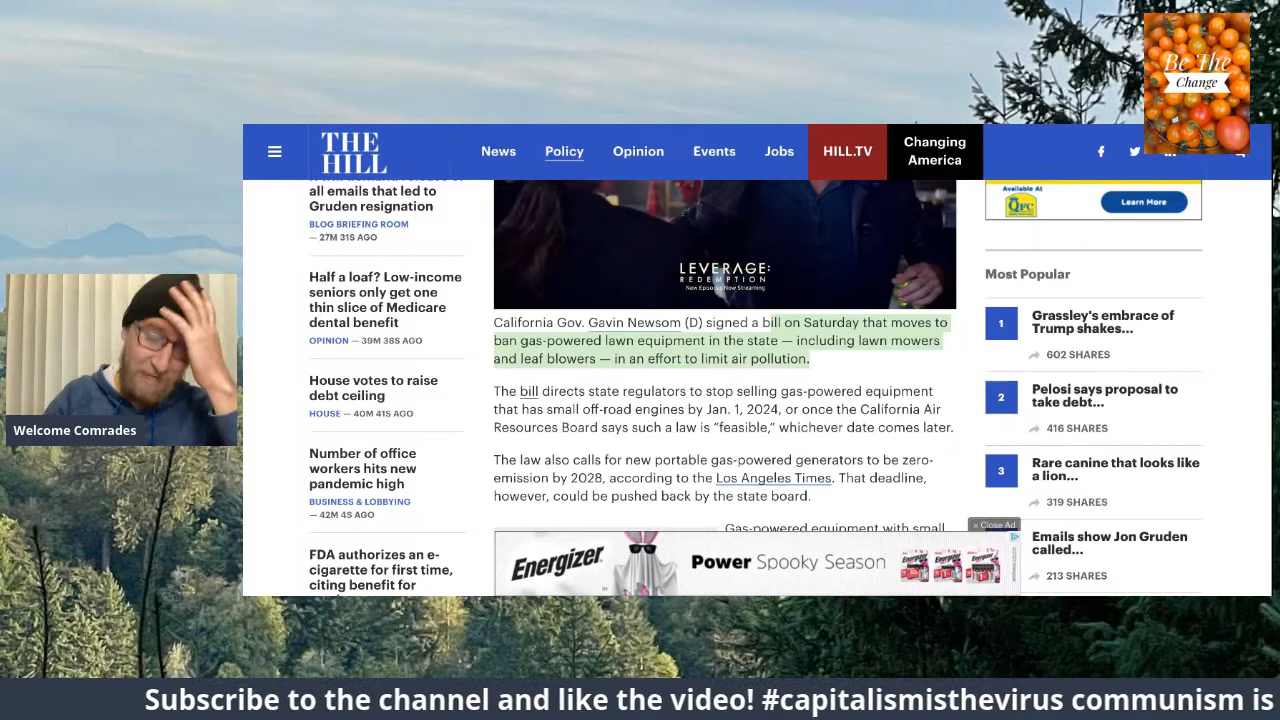 Be The
Change
THE
HILL
News
Policy
Opinion
Events
Jobs
HILL.TV
Changing
America
all emails that led to
Gruden resignation
BLOG BRIEFING ROOM
— 27M 31S AGO
Half a loaf? Low-income
seniors only get one
thin slice of Medicare
dental benefit
OPINION — 39M 38S AGO
House votes to raise
debt ceiling
HOUSE — 40M 41S AGO
Number of office
workers hits new
pandemic high
BUSINESS & LOBBYING
— 42M 4S AGO
FDA authorizes an e-
cigarette for first time,
citing benefit for
LEVERAGE:
REDEMPTION
New Episodes Now Streaming
California Gov. Gavin Newsom (D) signed a bill on Saturday that moves to
ban gas-powered lawn equipment in the state — including lawn mowers
and leaf blowers — in an effort to limit air pollution.
The bill directs state regulators to stop selling gas-powered equipment
that has small off-road engines by Jan. 1, 2024, or once the California Air
Resources Board says such a law is “feasible,” whichever date comes later.
The law also calls for new portable gas-powered generators to be zero-
emission by 2028, according to the Los Angeles Times. That deadline,
however, could be pushed back by the state board.
Gas-powered equipment with small
× Close Ad
Energizer
Power Spooky Season
Available At
QFC
Learn More
Most Popular
1
Grassley's embrace of
Trump shakes...
602 SHARES
2
Pelosi says proposal to
take debt...
416 SHARES
3
Rare canine that looks like
a lion...
319 SHARES
Emails show Jon Gruden
called...
213 SHARES
Welcome Comrades
Subscribe to the channel and like the video! #capitalismisthevirus communism is